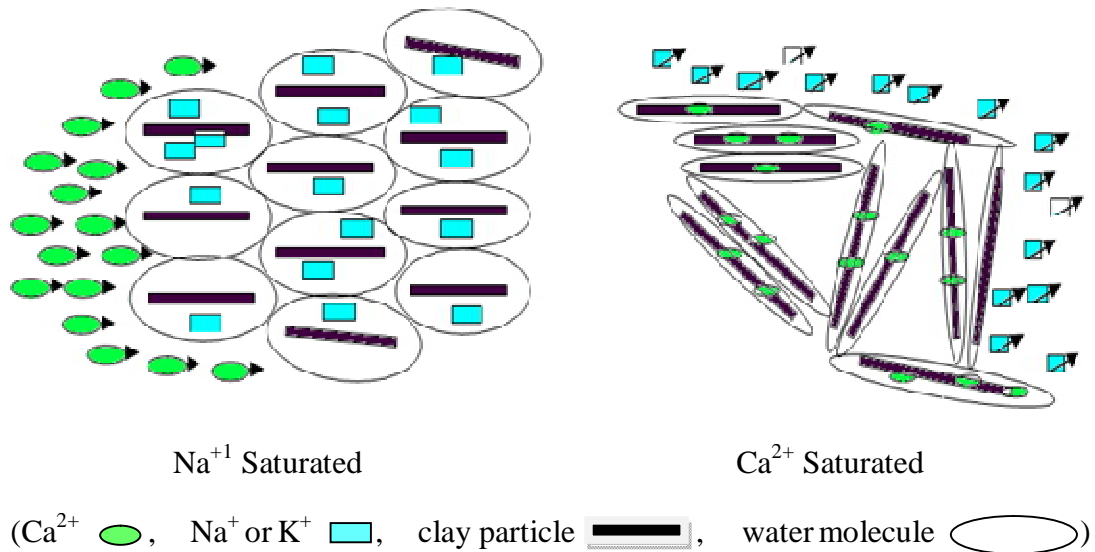 Na⁺¹ Saturated
Ca²⁺ Saturated
(Ca²⁺ , Na⁺ or K⁺ , clay particle , water molecule )